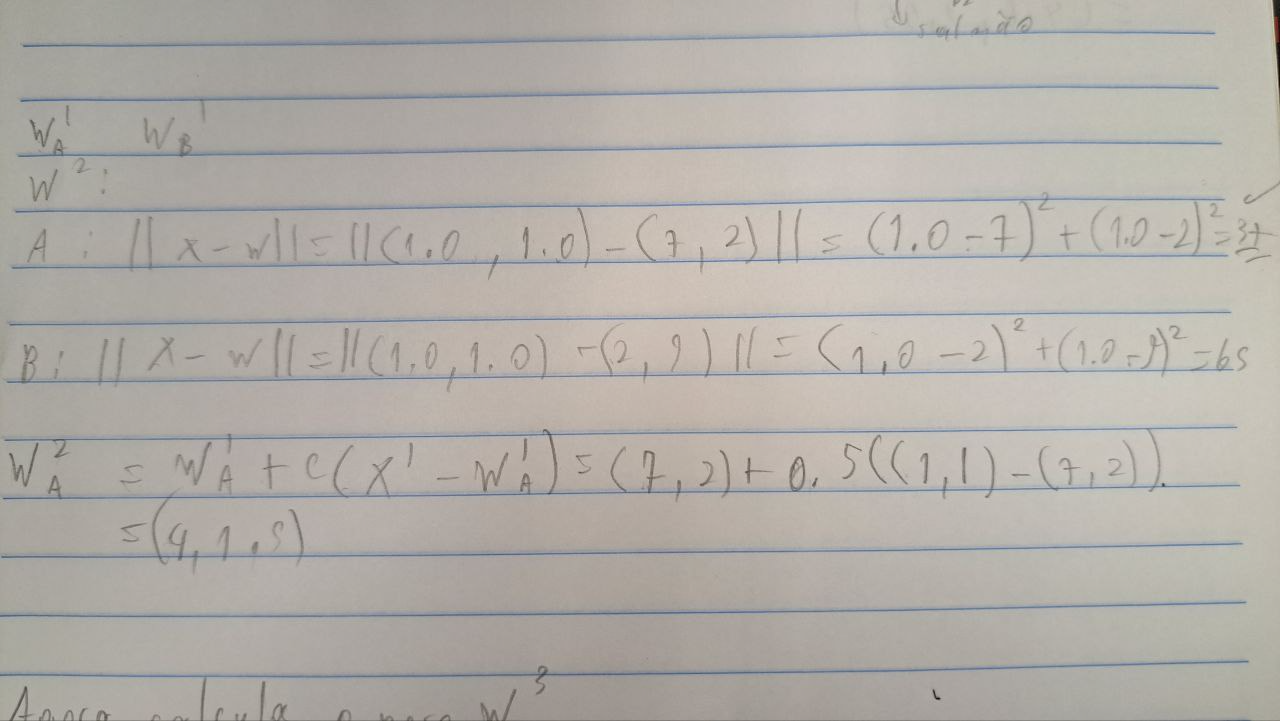 salão
W_A^1 W_B^1
W^2:
A: ||x-w||=||(1.0, 1.0)-(7, 2)||=(1.0-7)^2+(1.0-2)^2=37
B: ||x-w||=||(1.0, 1.0)-(2, 9)||=(1,0-2)^2+(1.0-9)^2=65
W_A^2 = W_A^1+c(x^1-W_A^1)=(7, 2)+0.5((1,1)-(7,2)).
=(4, 1.5)
Agora calcula o novo W^3